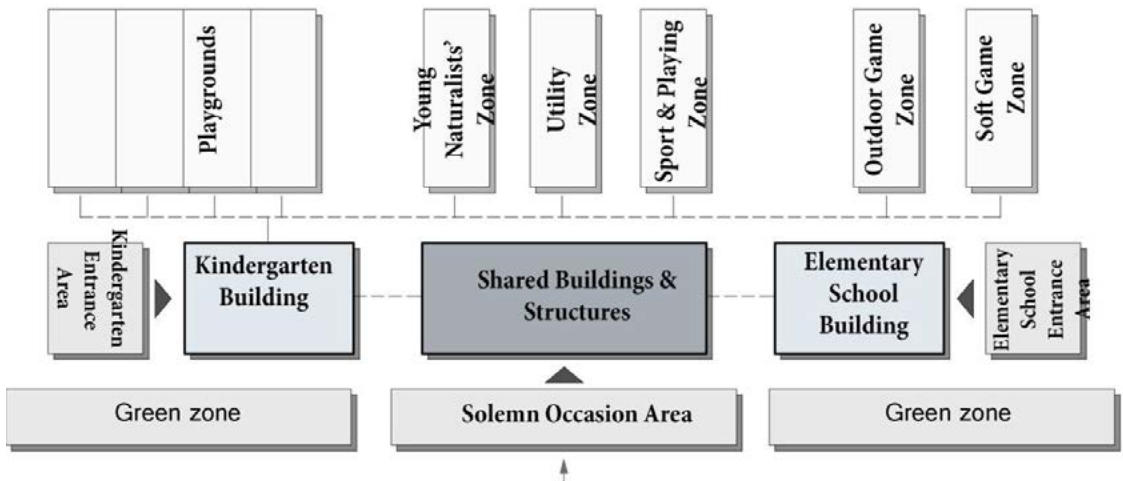 Playgrounds
Young
Naturalists’
Zone
Utility
Zone
Sport & Playing
Zone
Outdoor Game
Zone
Soft Game
Zone
Kindergarten
Entrance
Area
Kindergarten
Building
Shared Buildings &
Structures
Elementary
School
Building
Elementary
School
Entrance
Area
Green zone
Solemn Occasion Area
Green zone